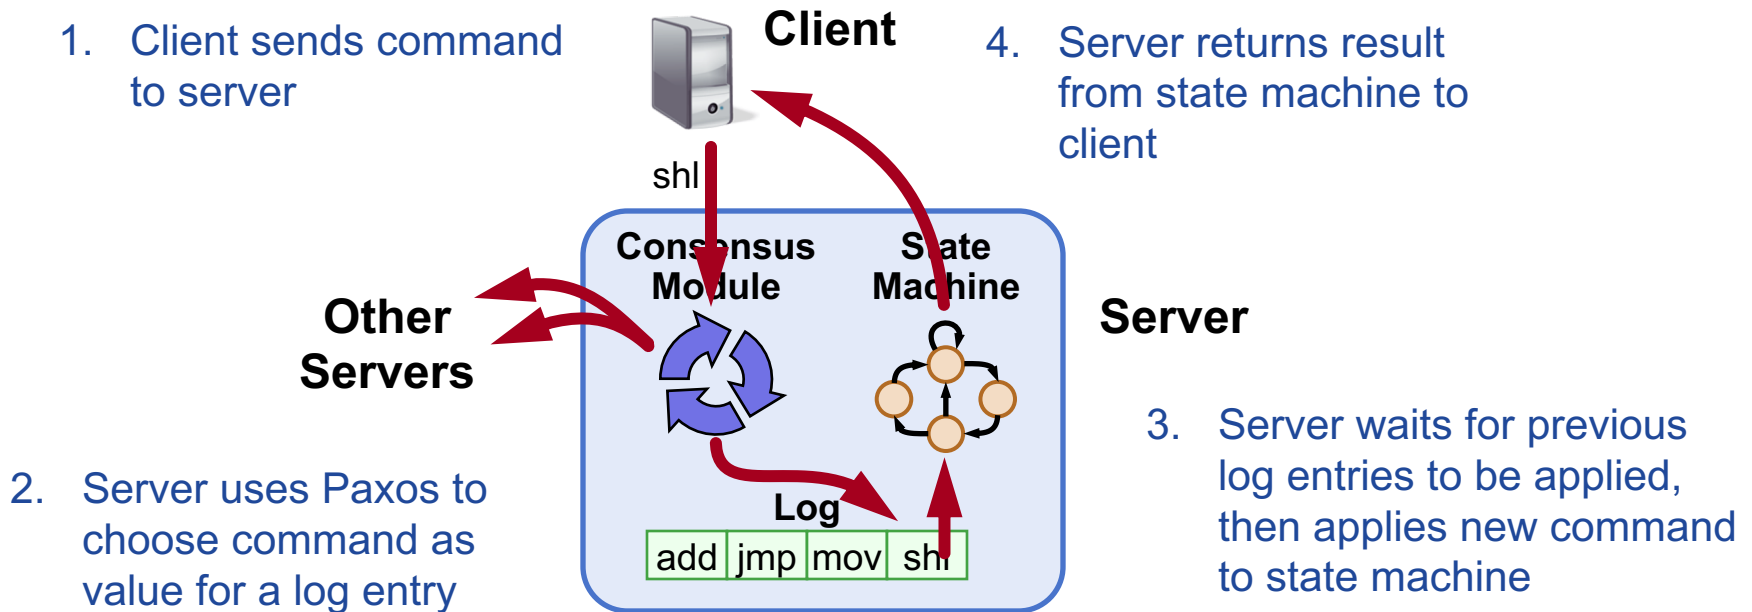 1. Client sends command
to server
Client
4. Server returns result
from state machine to
client
shl
Consensus
Module
State
Machine
Other
Servers
Server
2. Server uses Paxos to
choose command as
value for a log entry
Log
add jmp mov shl
3. Server waits for previous
log entries to be applied,
then applies new command
to state machine